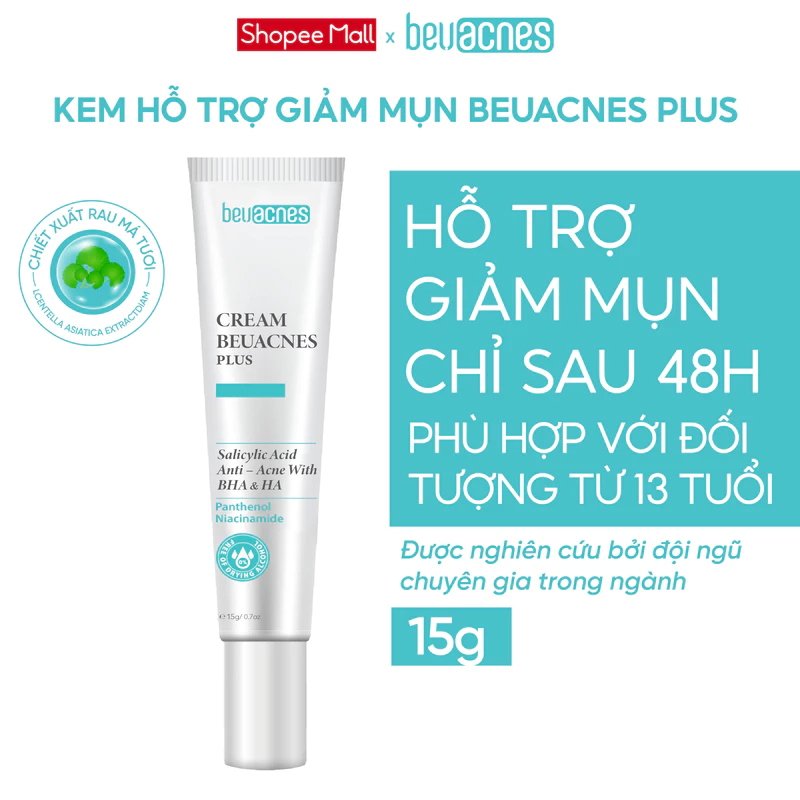 Shopee Mall x beuacnes
KEM HỖ TRỢ GIẢM MỤN BEUACNES PLUS
CHIẾT XUẤT RAU MÁ TƯƠI
LCENTELLA ASIATICA EXTRACTDIAM
beuacnes
CREAM
BEUACNES
PLUS
Salicylic Acid
Anti – Acne With
BHA & HA
Panthenol
Niacinamide
FREE OF DRYING ALCOHOL
0%
℮ 15g/ 0.7oz
HỖ TRỢ
GIẢM MỤN
CHỈ SAU 48H
PHÙ HỢP VỚI ĐỐI
TƯỢNG TỪ 13 TUỔI
Được nghiên cứu bởi đội ngũ
chuyên gia trong ngành
15g